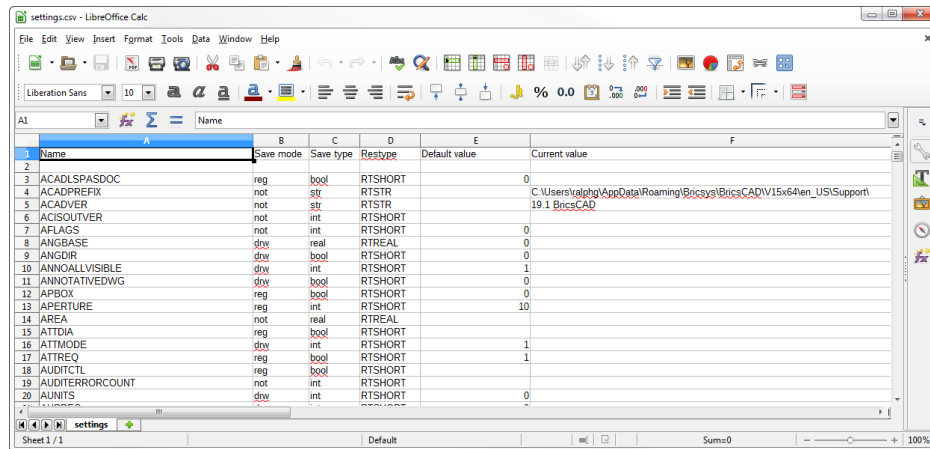 settings.csv - LibreOffice Calc
File Edit View Insert Format Tools Data Window Help
Liberation Sans 10 a a a a % 0.0
A1 Name
A B C D E F
1 Name Save mode Save type Restype Default value Current value
2
3 ACADLSPASDOC reg bool RTSHORT 0
4 ACADPREFIX not str RTSTR C:\Users\ralphg\AppData\Roaming\Bricsys\BricsCAD\V15x64\en_US\Support\
5 ACADVER not str RTSTR 19.1 BricsCAD
6 ACISOUTVER not int RTSHORT
7 AFLAGS not int RTSHORT 0
8 ANGBASE drw real RTREAL 0
9 ANGDIR drw bool RTSHORT 0
10 ANNOALLVISIBLE drw int RTSHORT 1
11 ANNOTATIVEDWG drw bool RTSHORT 0
12 APBOX reg bool RTSHORT 0
13 APERTURE reg int RTSHORT 10
14 AREA not real RTREAL
15 ATTDIA reg bool RTSHORT
16 ATTMODE drw int RTSHORT 1
17 ATTREQ reg bool RTSHORT 1
18 AUDITCTL reg bool RTSHORT
19 AUDITERRORCOUNT not int RTSHORT
20 AUNITS drw int RTSHORT 0
settings
Sheet 1 / 1 Default Sum=0 100%